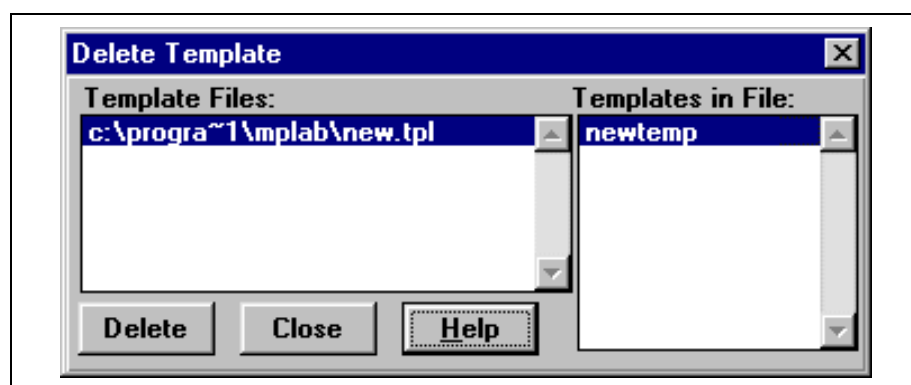 Delete Template
Template Files:
c:\progra~1\mplab\new.tpl
Templates in File:
newtemp
Delete
Close
Help